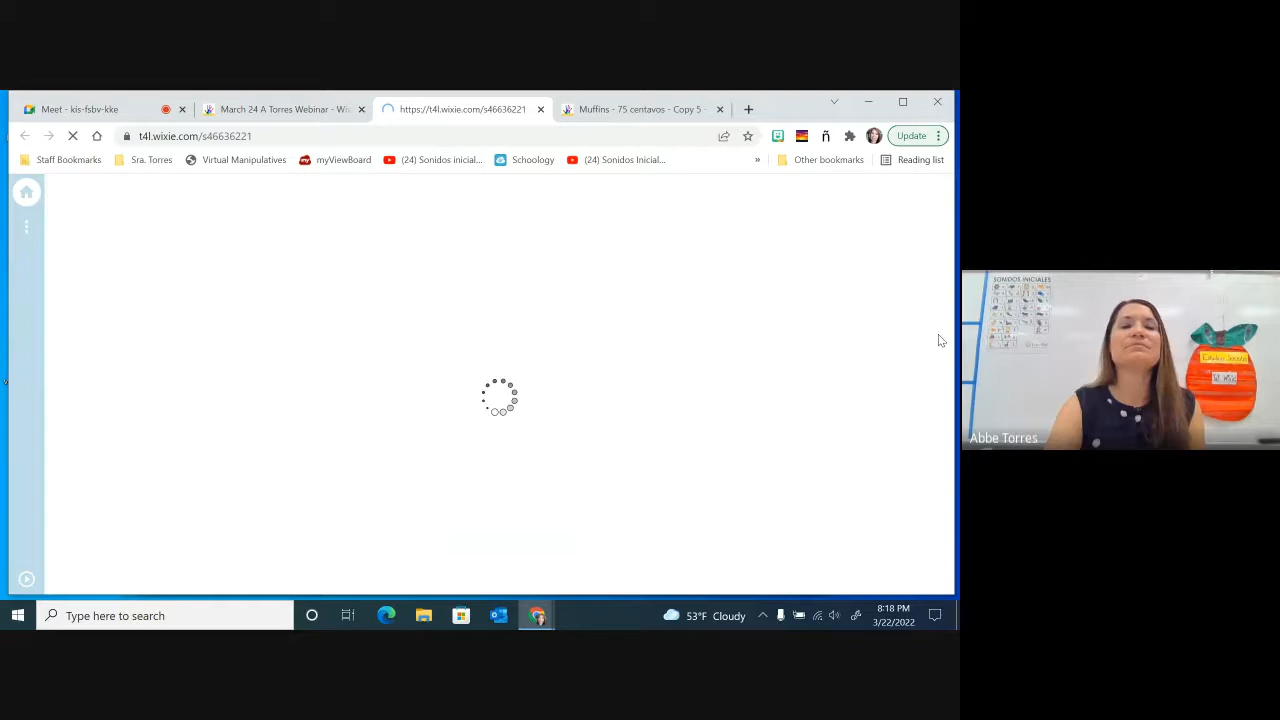 Meet - kis-fsbv-kke
March 24 A Torres Webinar - Wi
https://t4l.wixie.com/s46636221
Muffins - 75 centavos - Copy 5 -
t4l.wixie.com/s46636221
Update
Staff Bookmarks
Sra. Torres
Virtual Manipulatives
myViewBoard
(24) Sonidos inicial...
Schoology
(24) Sonidos Inicial...
»
Other bookmarks
Reading list
SONIDOS INICIALES
Abbe Torres
Type here to search
53°F Cloudy
8:18 PM
3/22/2022